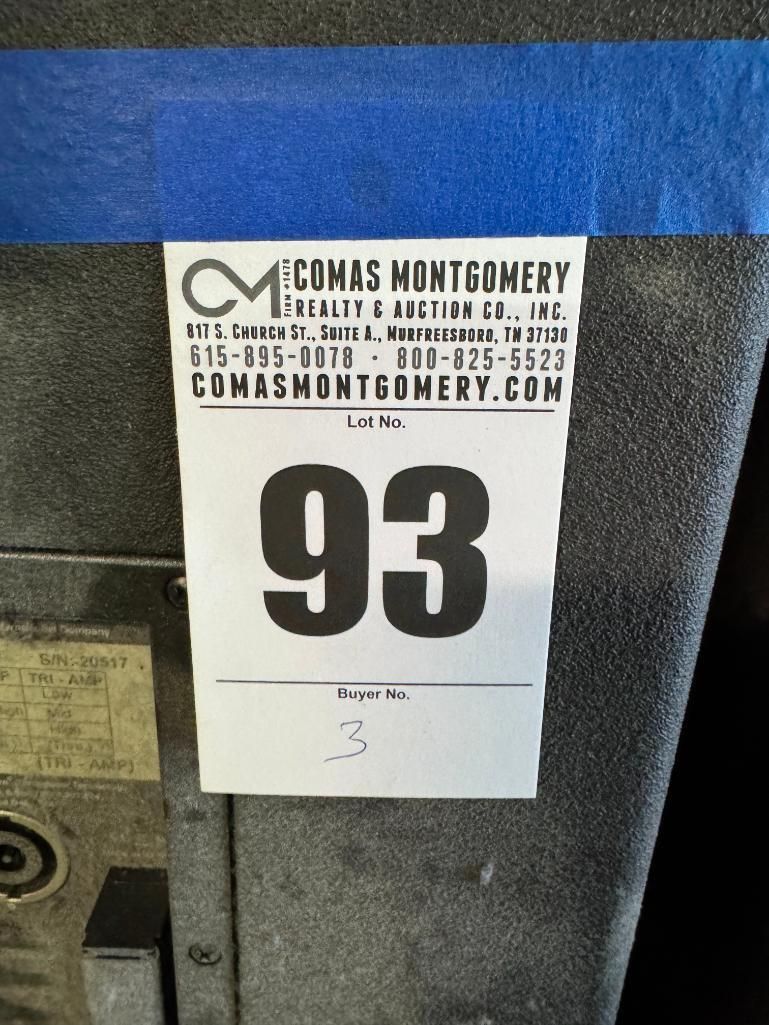 CM FIRM #1478 COMAS MONTGOMERY
REALTY & AUCTION CO., INC.
817 S. CHURCH ST., SUITE A., MURFREESBORO, TN 37130
615-895-0078 · 800-825-5523
COMASMONTGOMERY.COM
Lot No.
93
Buyer No.
3
Company
S/N:-20517
TRI - AMP
Low
Mid
High
(TRI - AMP)